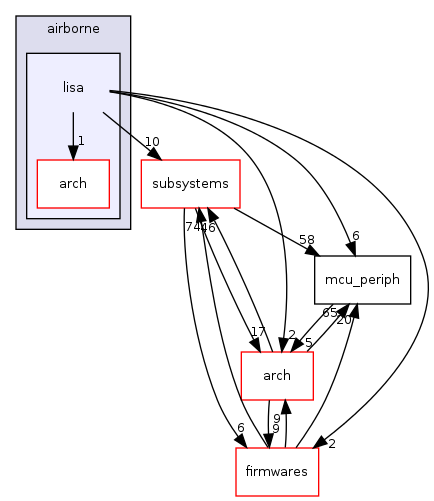 airborne
lisa
1
10
arch
subsystems
58
6
mcu_periph
65
20
17
2
5
arch
9
9
6
2
firmwares